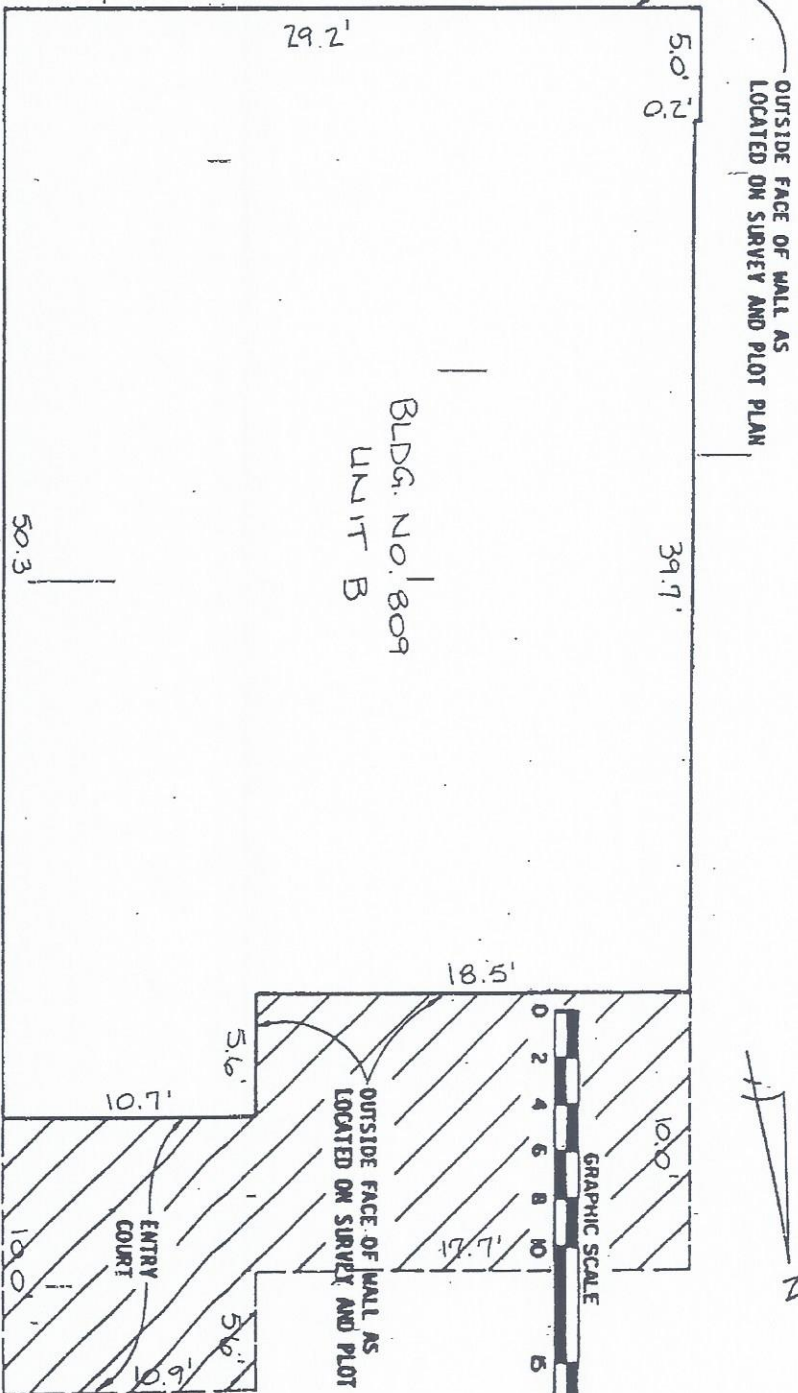 OUTSIDE FACE OF WALL AS
LOCATED ON SURVEY AND PLOT PLAN
29.2'
5.0'
0.2'
39.7'
BLDG. NO. 809
UNIT B
50.3
18.5'
5.6'
10.7'
OUTSIDE FACE OF WALL AS
LOCATED ON SURVEY AND PLOT
GRAPHIC SCALE
0 2 4 6 8 10 15
10.0'
17.7'
ENTRY
COURT
10.0'
5.6'
10.9'
N